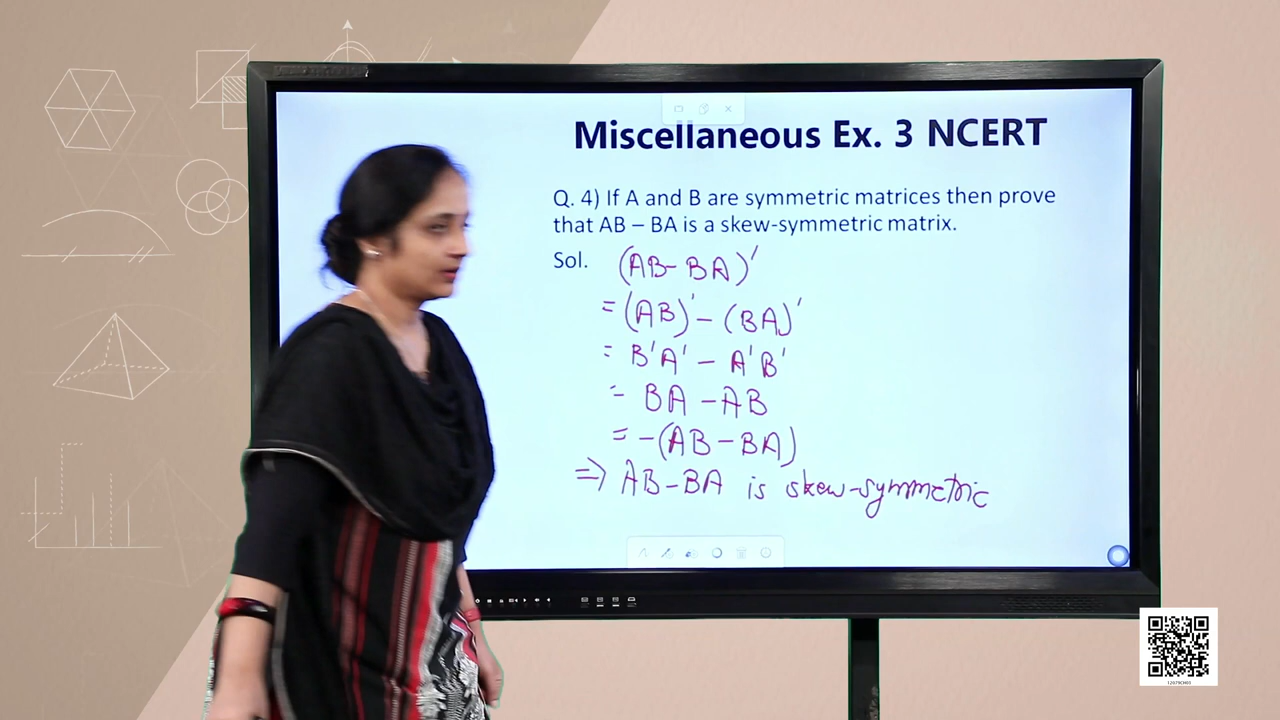 Miscellaneous Ex. 3 NCERT
Q. 4) If A and B are symmetric matrices then prove
that AB – BA is a skew-symmetric matrix.
Sol. (AB - BA)'
= (AB)' - (BA)'
= B'A' - A'B'
= BA - AB
= -(AB - BA)
⇒ AB - BA is skew-symmetric
12079CH03